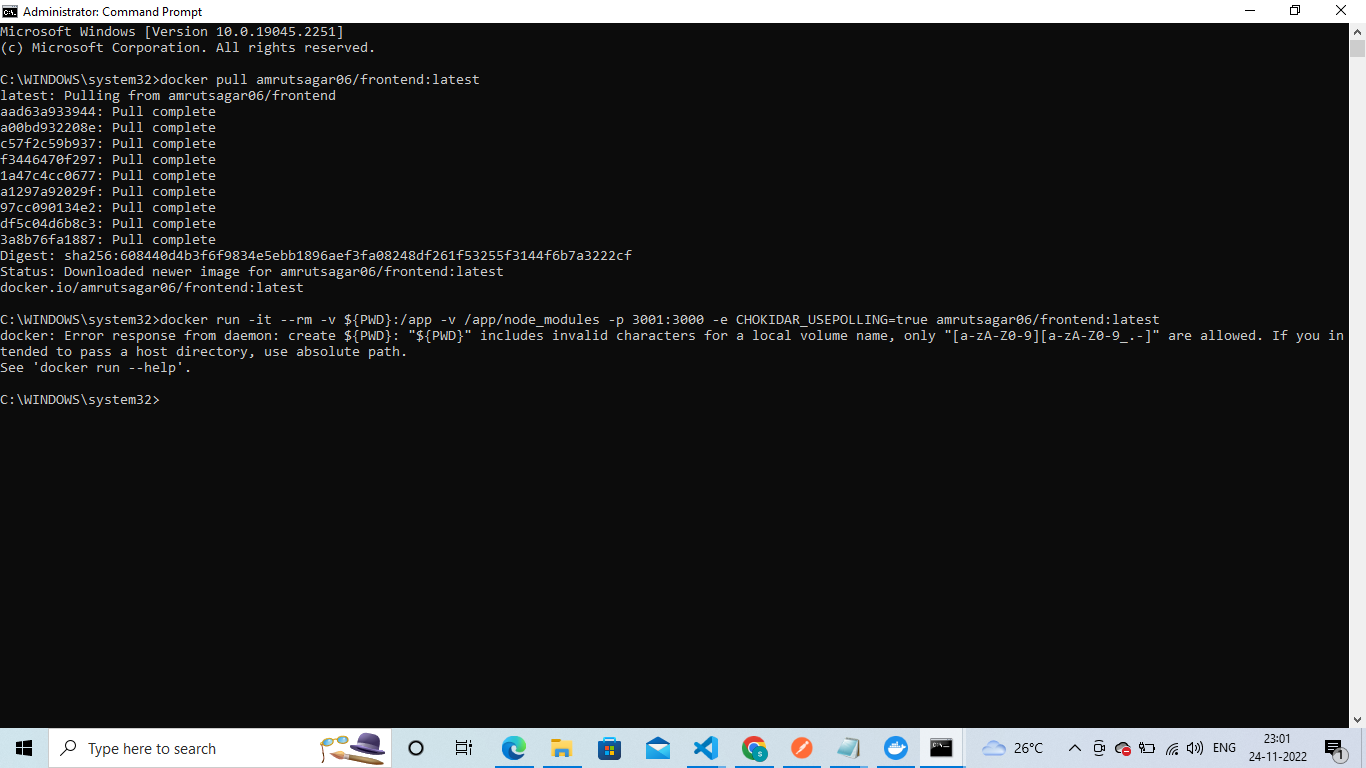 Administrator: Command Prompt
Microsoft Windows [Version 10.0.19045.2251]
(c) Microsoft Corporation. All rights reserved.
C:\WINDOWS\system32>docker pull amrutsagar06/frontend:latest
latest: Pulling from amrutsagar06/frontend
aad63a933944: Pull complete
a00bd932208e: Pull complete
c57f2c59b937: Pull complete
f3446470f297: Pull complete
1a47c4cc0677: Pull complete
a1297a92029f: Pull complete
97cc090134e2: Pull complete
df5c04d6b8c3: Pull complete
3a8b76fa1887: Pull complete
Digest: sha256:608440d4b3f6f9834e5ebb1896aef3fa08248df261f53255f3144f6b7a3222cf
Status: Downloaded newer image for amrutsagar06/frontend:latest
docker.io/amrutsagar06/frontend:latest
C:\WINDOWS\system32>docker run -it --rm -v ${PWD}:/app -v /app/node_modules -p 3001:3000 -e CHOKIDAR_USEPOLLING=true amrutsagar06/frontend:latest
docker: Error response from daemon: create ${PWD}: "${PWD}" includes invalid characters for a local volume name, only "[a-zA-Z0-9][a-zA-Z0-9_.-]" are allowed. If you in
tended to pass a host directory, use absolute path.
See 'docker run --help'.
C:\WINDOWS\system32>
Type here to search
26°C
ENG
23:01
24-11-2022
1